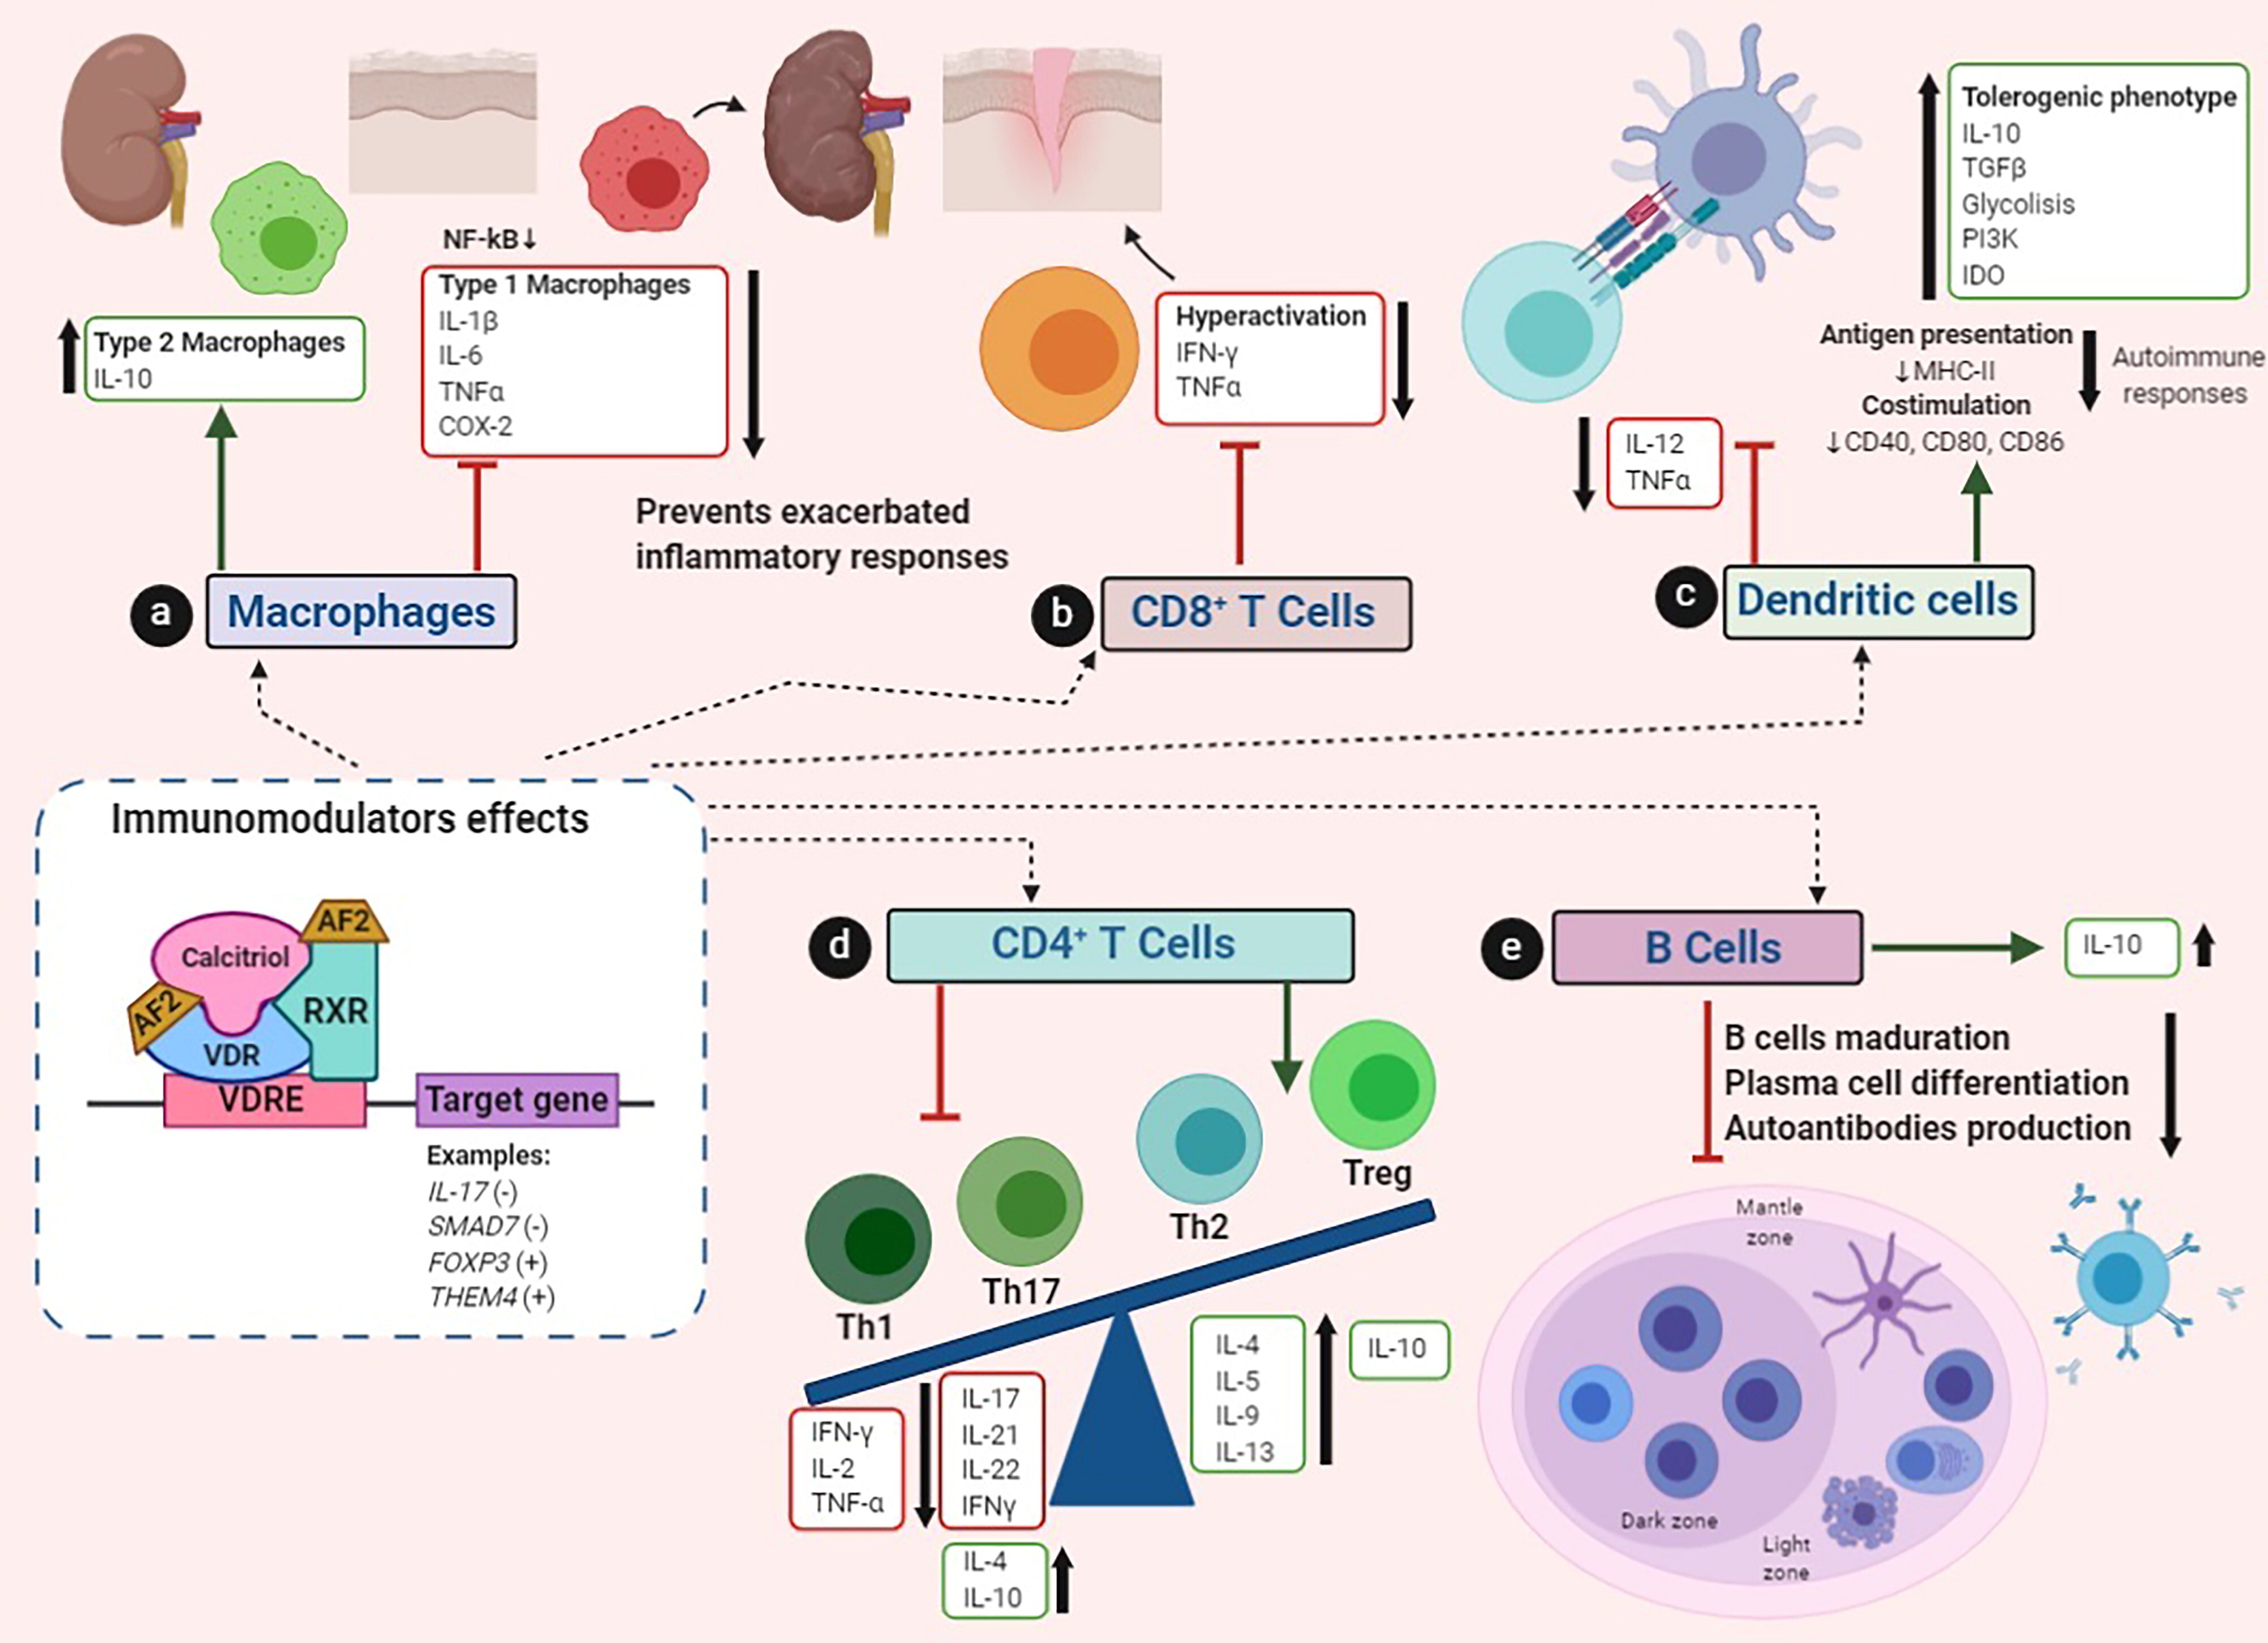 NF-kB↓
Type 1 Macrophages
IL-1β
IL-6
TNFα
COX-2
Type 2 Macrophages
IL-10
Prevents exacerbated
inflammatory responses
a
Macrophages
Hyperactivation
IFN-γ
TNFα
b
CD8⁺ T Cells
Tolerogenic phenotype
IL-10
TGFβ
Glycolisis
PI3K
IDO
Antigen presentation
↓MHC-II
Costimulation
↓CD40, CD80, CD86
Autoimmune
responses
IL-12
TNFα
c
Dendritic cells
Immunomodulators effects
AF2
Calcitriol
AF2
RXR
VDR
VDRE
Target gene
Examples:
IL-17 (-)
SMAD7 (-)
FOXP3 (+)
THEM4 (+)
d
CD4⁺ T Cells
Treg
Th2
Th17
Th1
IFN-γ
IL-2
TNF-α
IL-17
IL-21
IL-22
IFNγ
IL-4
IL-10
IL-4
IL-5
IL-9
IL-13
IL-10
e
B Cells
IL-10
B cells maduration
Plasma cell differentiation
Autoantibodies production
Mantle
zone
Dark zone
Light
zone